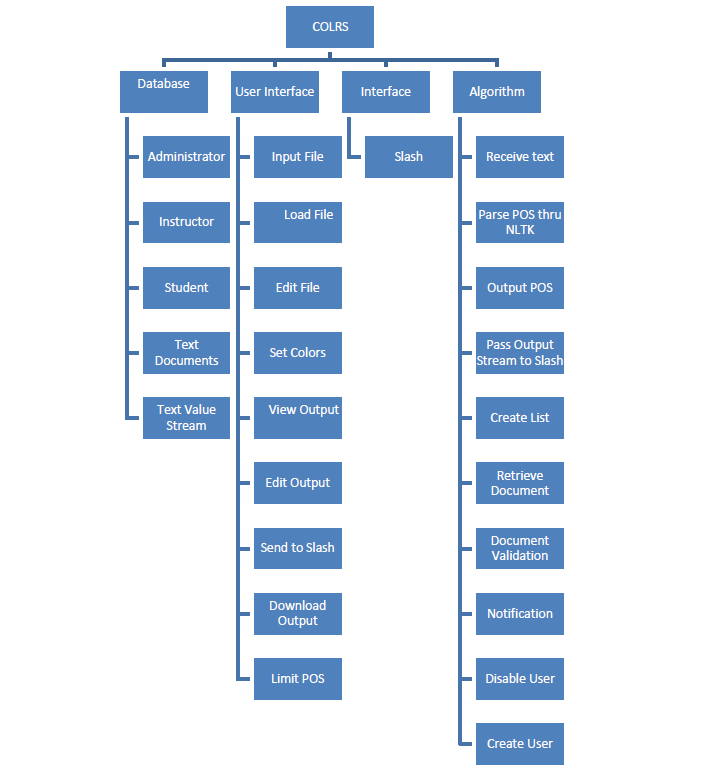 COLRS
Database
User Interface
Interface
Algorithm
Administrator
Instructor
Student
Text
Documents
Text Value
Stream
Input File
Load File
Edit File
Set Colors
View Output
Edit Output
Send to Slash
Download
Output
Limit POS
Slash
Receive text
Parse POS thru
NLTK
Output POS
Pass Output
Stream to Slash
Create List
Retrieve
Document
Document
Validation
Notification
Disable User
Create User